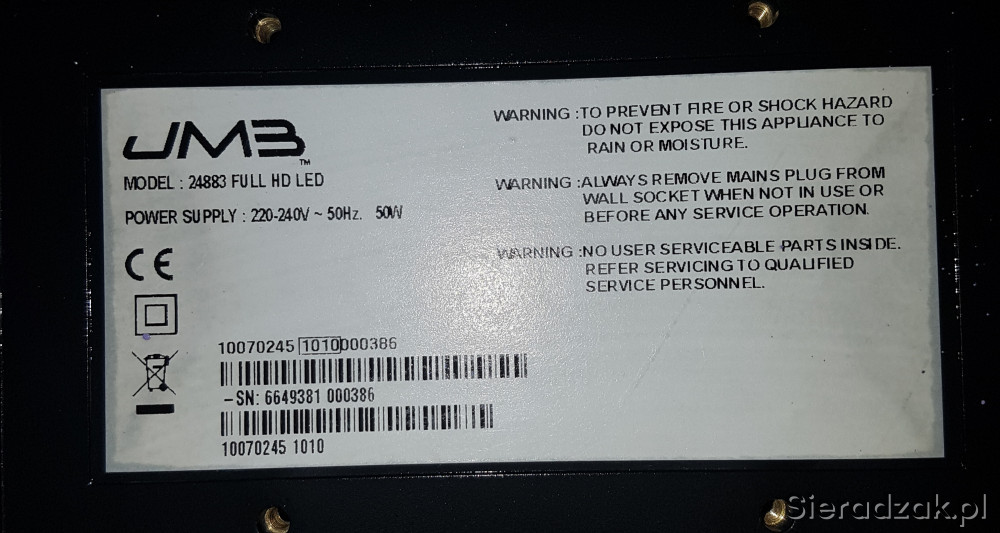 JMB™
MODEL : 24883 FULL HD LED
POWER SUPPLY : 220-240V ~ 50Hz. 50W
CE
10070245 1010000386
-SN: 6649381 000386
10070245 1010
WARNING :TO PREVENT FIRE OR SHOCK HAZARD
DO NOT EXPOSE THIS APPLIANCE TO
RAIN OR MOISTURE.
WARNING :ALWAYS REMOVE MAINS PLUG FROM
WALL SOCKET WHEN NOT IN USE OR
BEFORE ANY SERVICE OPERATION.
WARNING :NO USER SERVICEABLE PARTS INSIDE.
REFER SERVICING TO QUALIFIED
SERVICE PERSONNEL.
Sieradzak.pl